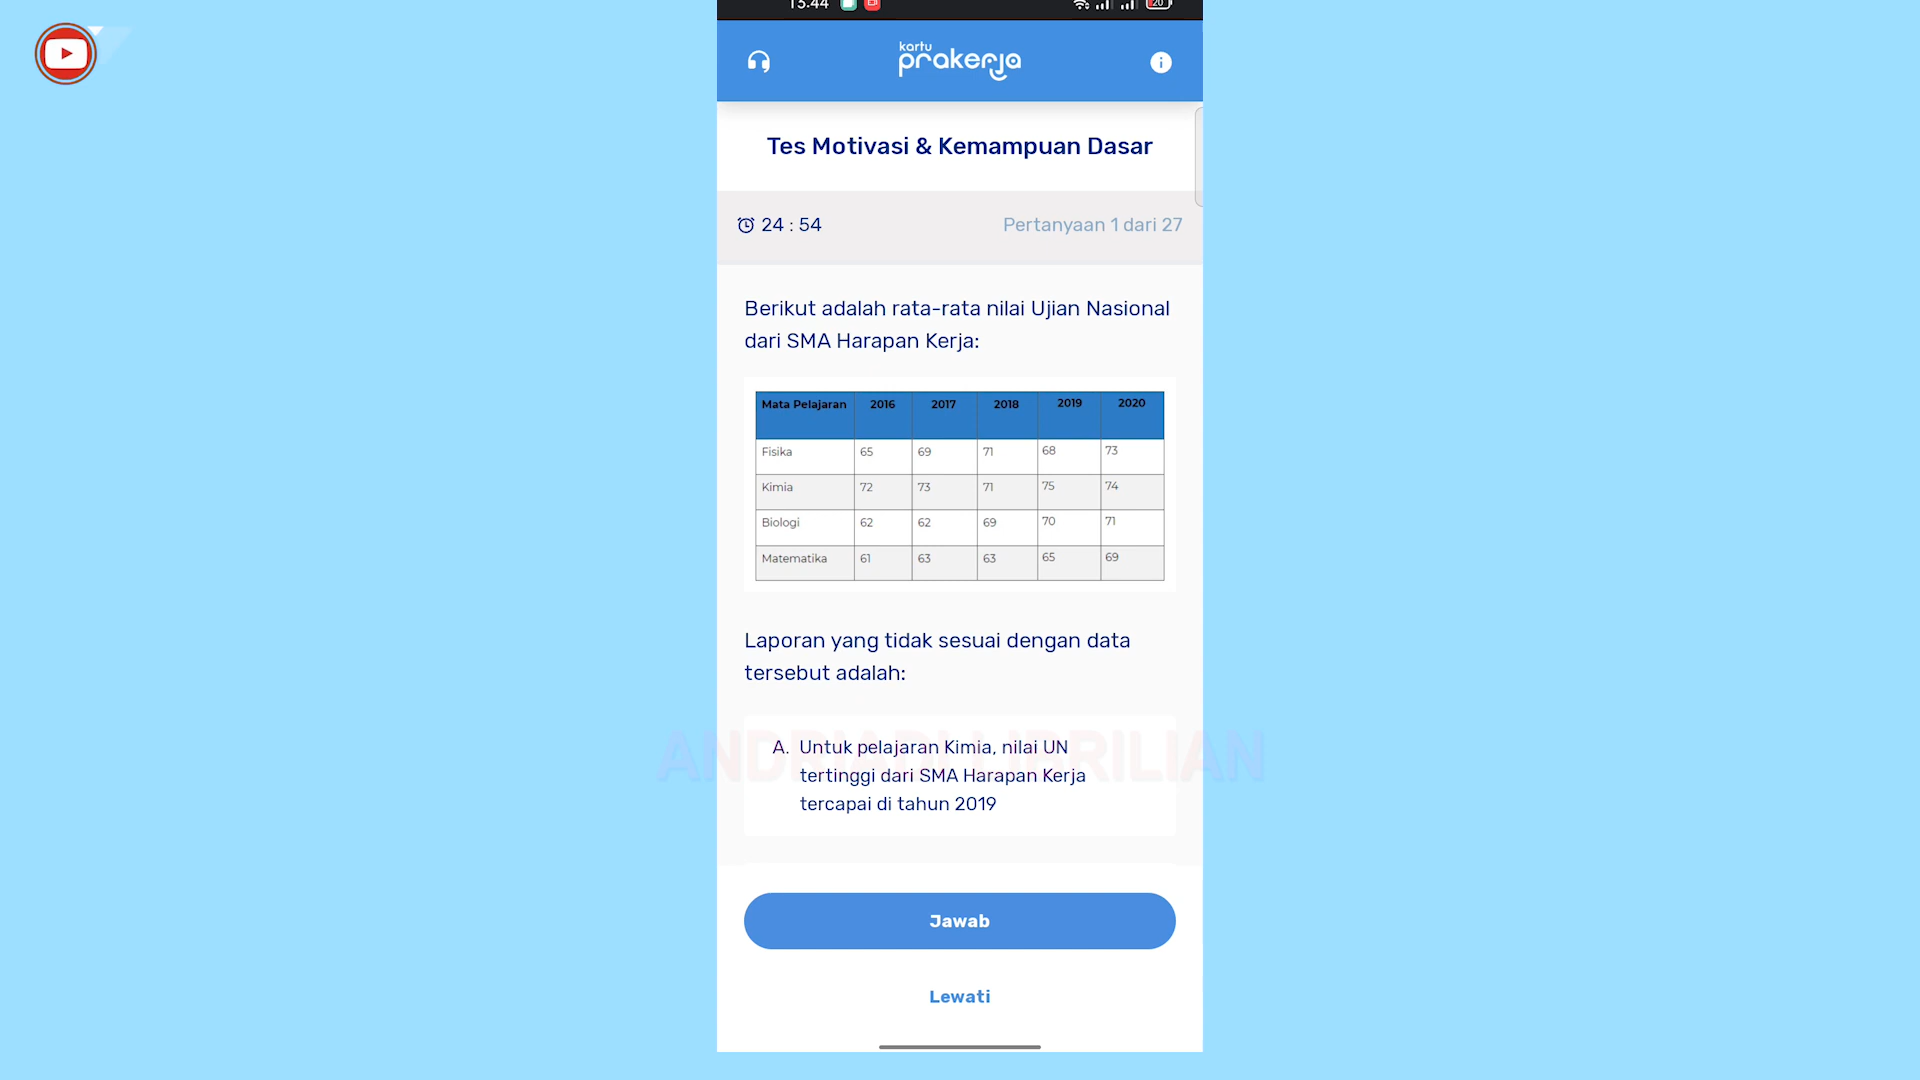 13:44
20
kartu
prakerja
Tes Motivasi & Kemampuan Dasar
24 : 54
Pertanyaan 1 dari 27
Berikut adalah rata-rata nilai Ujian Nasional
dari SMA Harapan Kerja:
Mata Pelajaran 2016 2017 2018 2019 2020
Fisika 65 69 71 68 73
Kimia 72 73 71 75 74
Biologi 62 62 69 70 71
Matematika 61 63 63 65 69
Laporan yang tidak sesuai dengan data
tersebut adalah:
A. Untuk pelajaran Kimia, nilai UN
tertinggi dari SMA Harapan Kerja
tercapai di tahun 2019
Jawab
Lewati